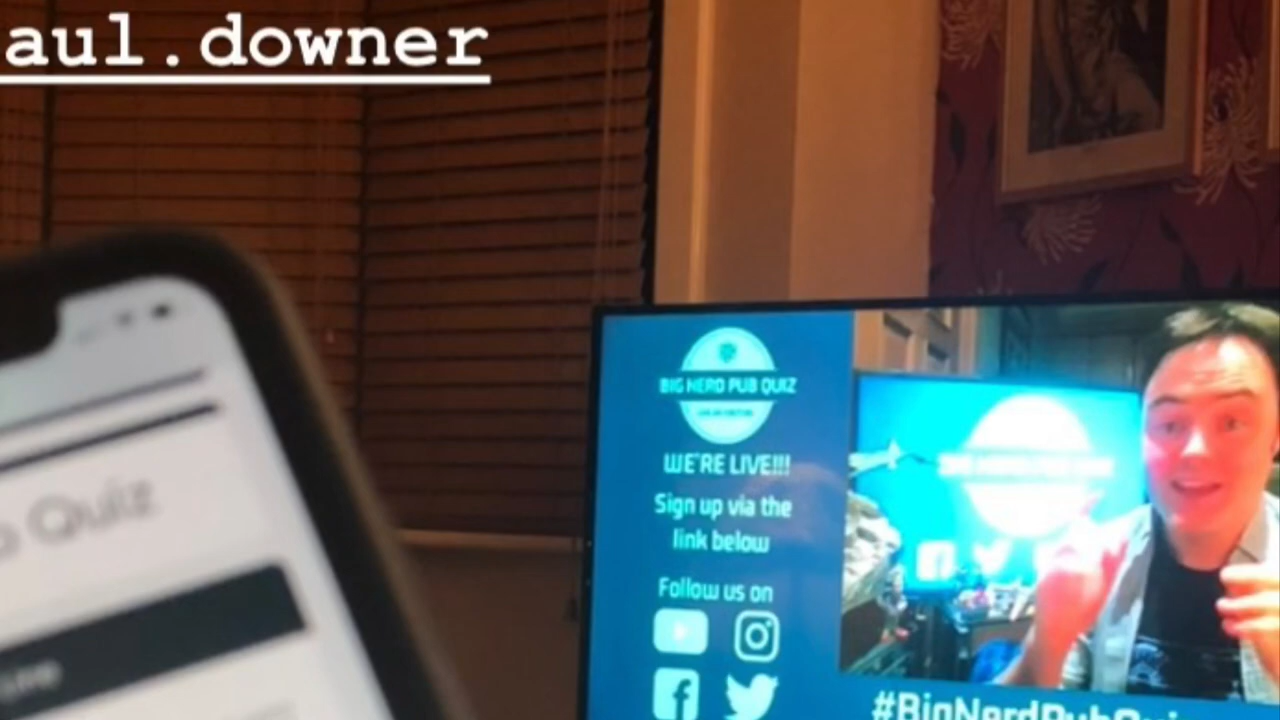 aul.downer
BIG NERD PUB QUIZ
WE'RE LIVE!!!
Sign up via the
link below
Follow us on
Quiz
#BigNerdPubQui